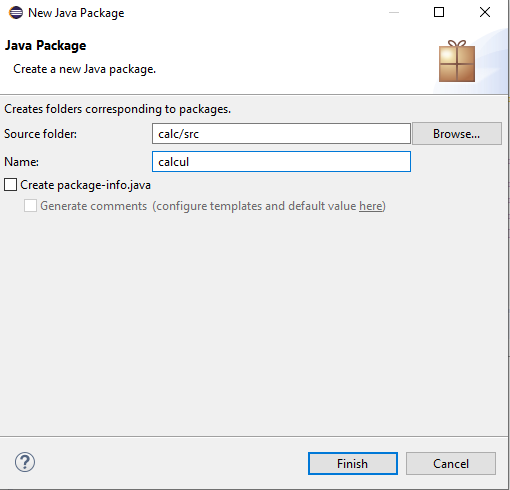 New Java Package
Java Package
Create a new Java package.
Creates folders corresponding to packages.
Source folder: calc/src Browse...
Name: calcul
Create package-info.java
Generate comments (configure templates and default value here)
? Finish Cancel